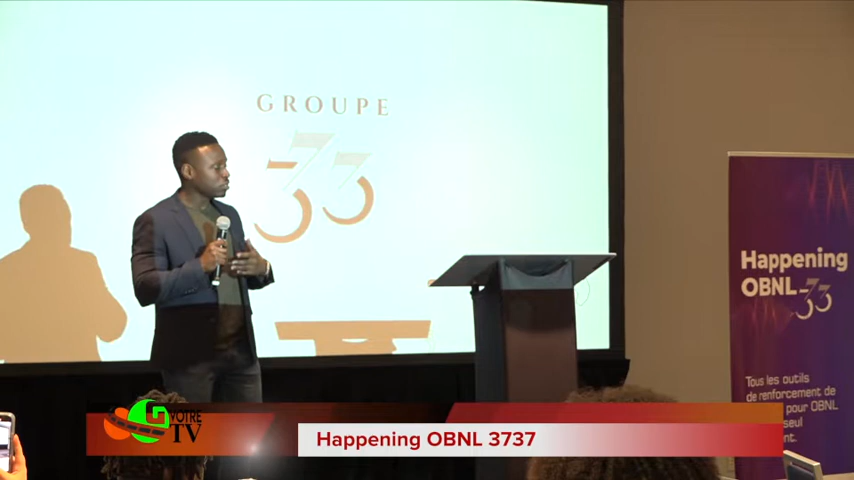 GROUPE
33
Happening
OBNL 33
Tous les outils
de renforcement de
pour OBNL
seul
VOTRE
TV
Happening OBNL 3737